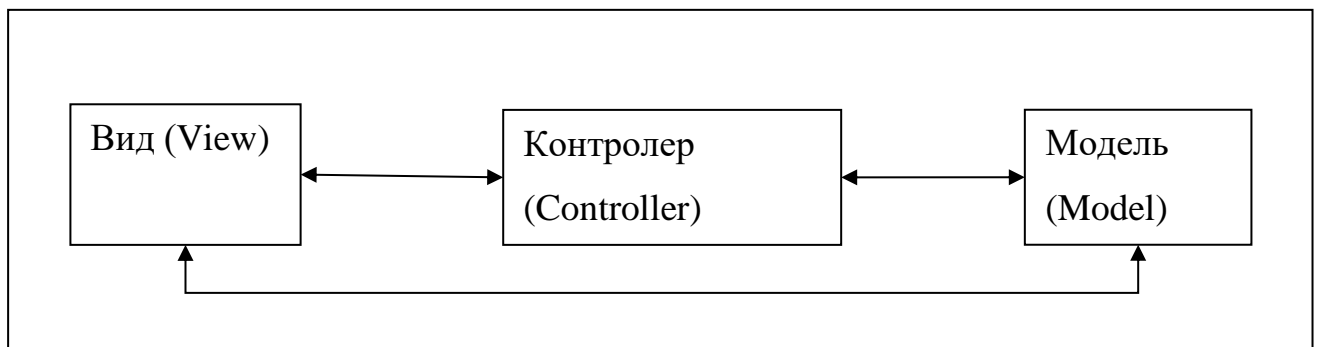 Вид (View)
Контролер
(Controller)
Модель
(Model)